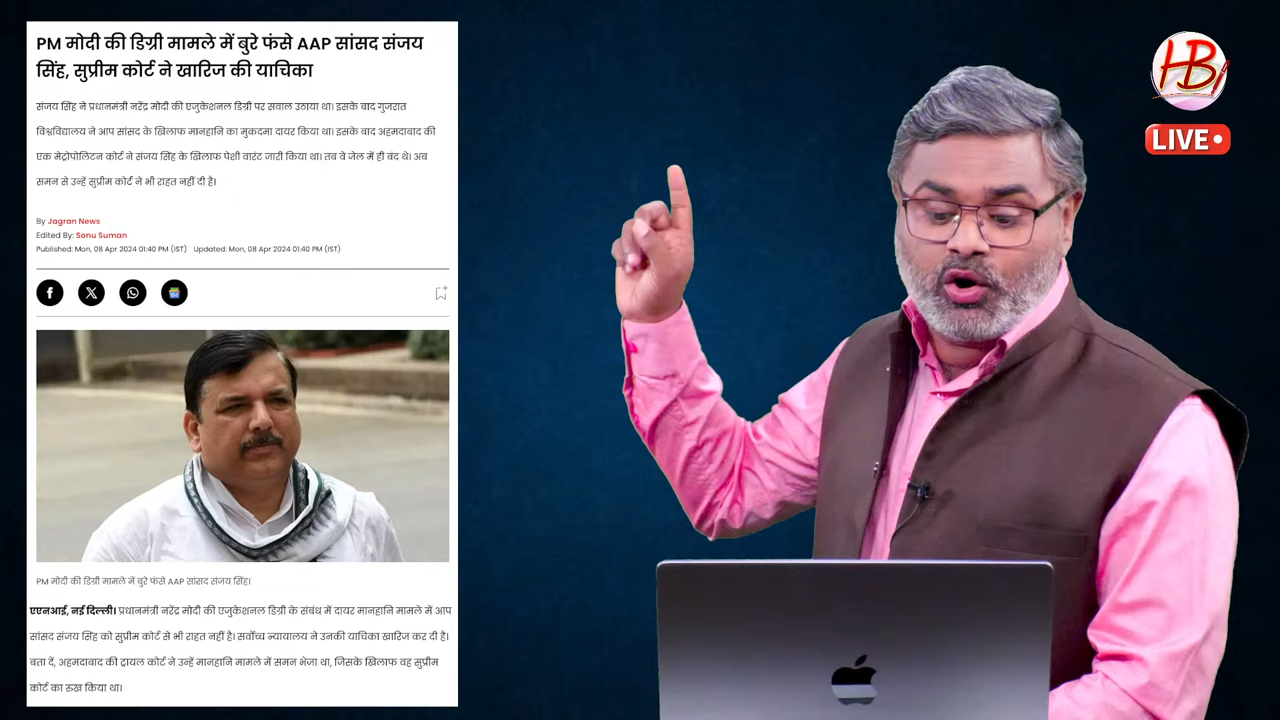 PM मोदी की डिग्री मामले में बुरे फंसे AAP सांसद संजय
सिंह, सुप्रीम कोर्ट ने खारिज की याचिका
संजय सिंह ने प्रधानमंत्री नरेंद्र मोदी की एजुकेशनल डिग्री पर सवाल उठाया था। इसके बाद गुजरात
विश्वविद्यालय ने आप सांसद के खिलाफ मानहानि का मुकदमा दायर किया था। इसके बाद अहमदाबाद की
एक मेट्रोपोलिटन कोर्ट ने संजय सिंह के खिलाफ पेशी वारंट जारी किया था। तब वे जेल में ही बंद थे। अब
समन से उन्हें सुप्रीम कोर्ट ने भी राहत नहीं दी है।
By Jagran News
Edited By: Sonu Suman
Published: Mon, 08 Apr 2024 01:40 PM (IST) Updated: Mon, 08 Apr 2024 01:40 PM (IST)
PM मोदी की डिग्री मामले में बुरे फंसे AAP सांसद संजय सिंह।
एएनआई, नई दिल्ली। प्रधानमंत्री नरेंद्र मोदी की एजुकेशनल डिग्री के संबंध में दायर मानहानि मामले में आप
सांसद संजय सिंह को सुप्रीम कोर्ट से भी राहत नहीं है। सर्वोच्च न्यायालय ने उनकी याचिका खारिज कर दी है।
बता दें, अहमदाबाद की ट्रायल कोर्ट ने उन्हें मानहानि मामले में समन भेजा था, जिसके खिलाफ वह सुप्रीम
कोर्ट का रुख किया था।
HB
LIVE